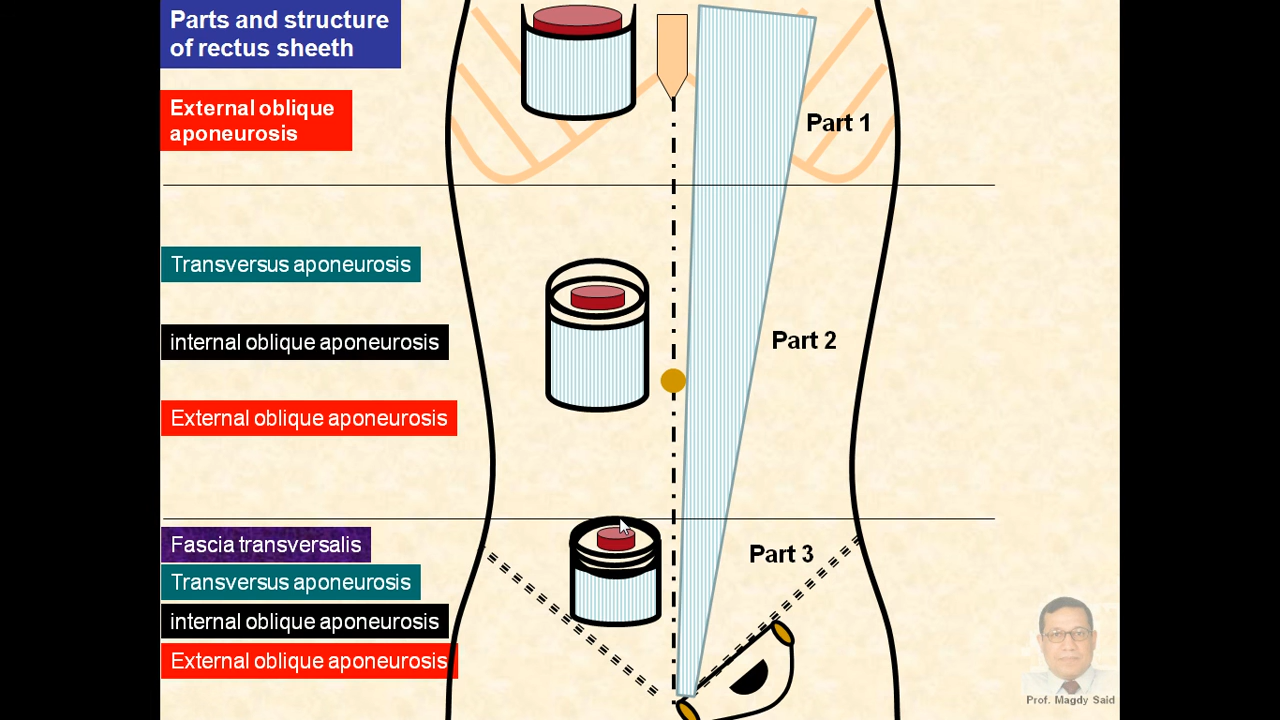 Parts and structure
of rectus sheeth
External oblique
aponeurosis
Part 1
Transversus aponeurosis
internal oblique aponeurosis
Part 2
External oblique aponeurosis
Fascia transversalis
Part 3
Transversus aponeurosis
internal oblique aponeurosis
External oblique aponeurosis
Prof. Magdy Said